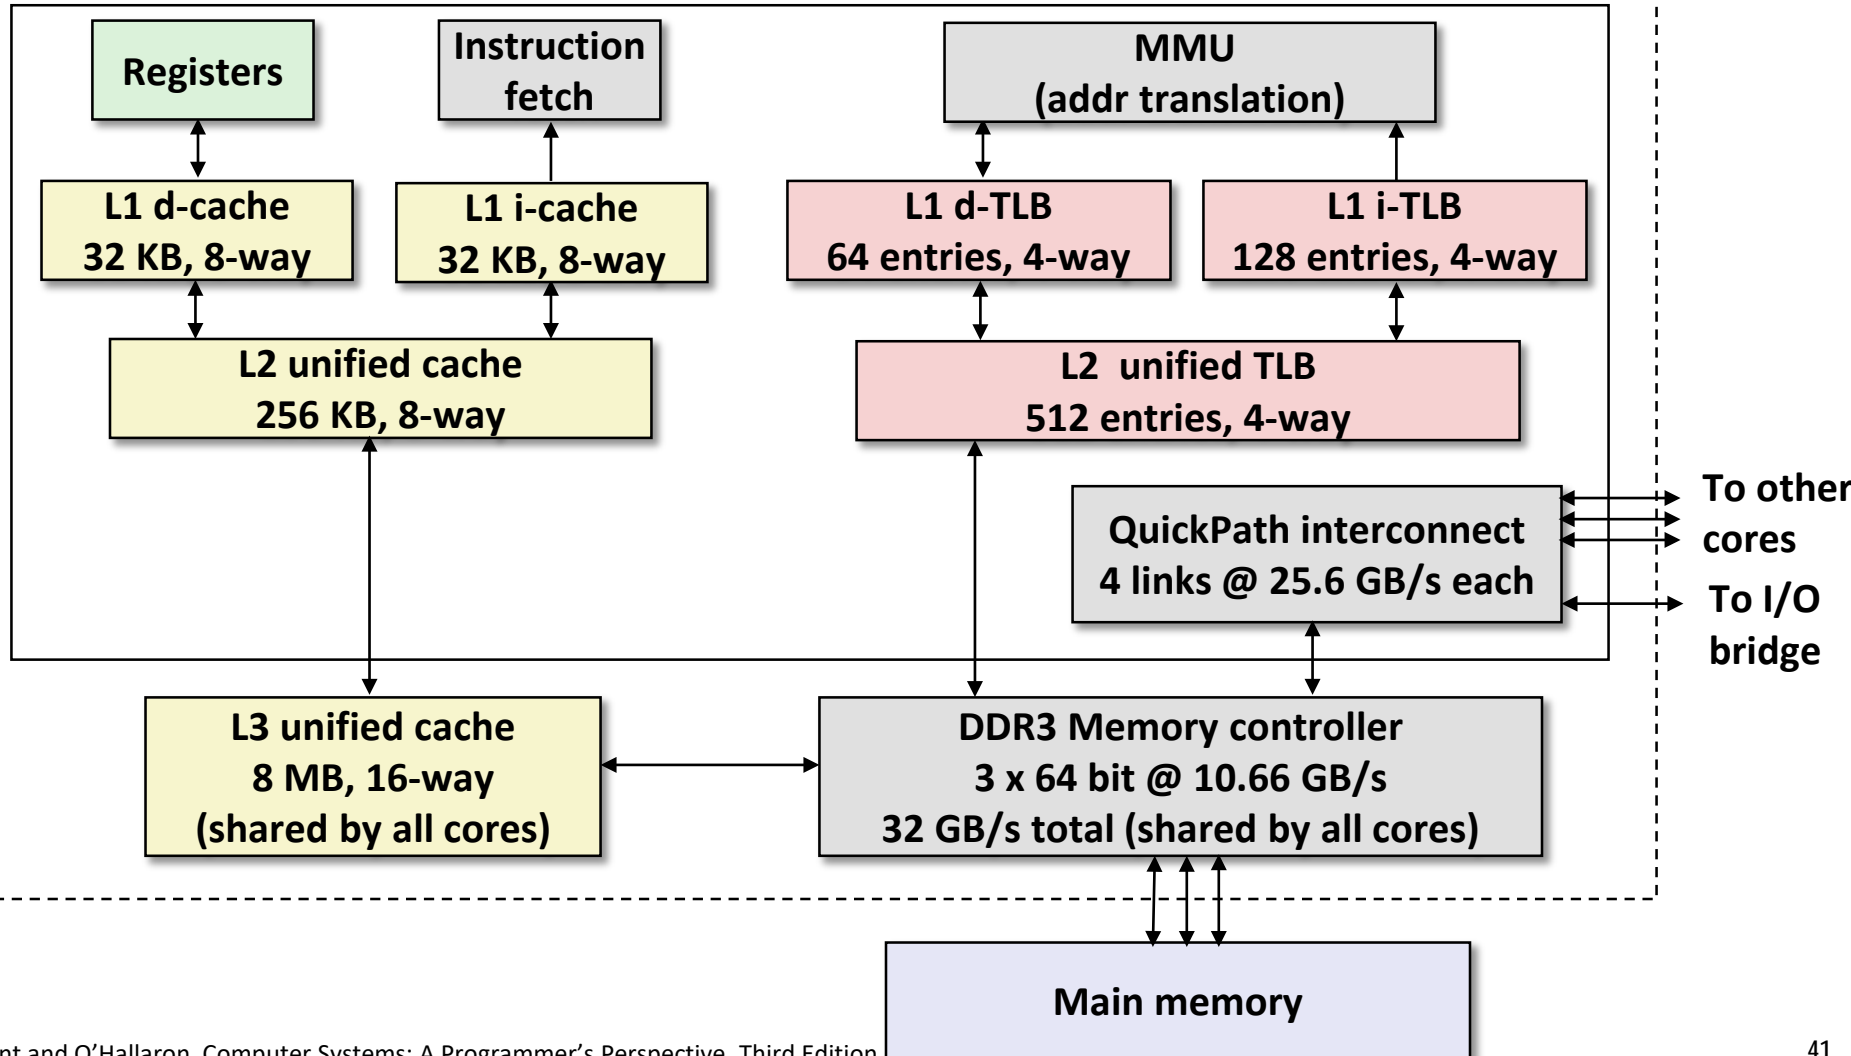 Registers
Instruction
fetch
MMU
(addr translation)
L1 d-cache
32 KB, 8-way
L1 i-cache
32 KB, 8-way
L1 d-TLB
64 entries, 4-way
L1 i-TLB
128 entries, 4-way
L2 unified cache
256 KB, 8-way
L2 unified TLB
512 entries, 4-way
QuickPath interconnect
4 links @ 25.6 GB/s each
To other
cores
To I/O
bridge
L3 unified cache
8 MB, 16-way
(shared by all cores)
DDR3 Memory controller
3 x 64 bit @ 10.66 GB/s
32 GB/s total (shared by all cores)
Main memory
nt and O'Hallaron, Computer Systems: A Programmer's Perspective, Third Edition
41